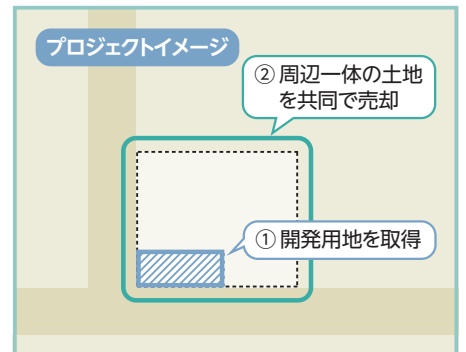 プロジェクトイメージ
② 周辺一体の土地
を共同で売却
① 開発用地を取得